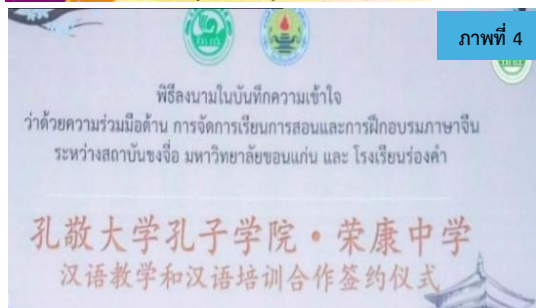 ภาพที่ 4
พิธีลงนามในบันทึกความเข้าใจ
ว่าด้วยความร่วมมือด้าน การจัดการเรียนการสอนและการฝึกอบรมภาษาจีน
ระหว่างสถาบันขงจื่อ มหาวิทยาลัยขอนแก่น และ โรงเรียนร่องคำ
孔敬大学孔子学院•荣康中学
汉语教学和汉语培训合作签约仪式